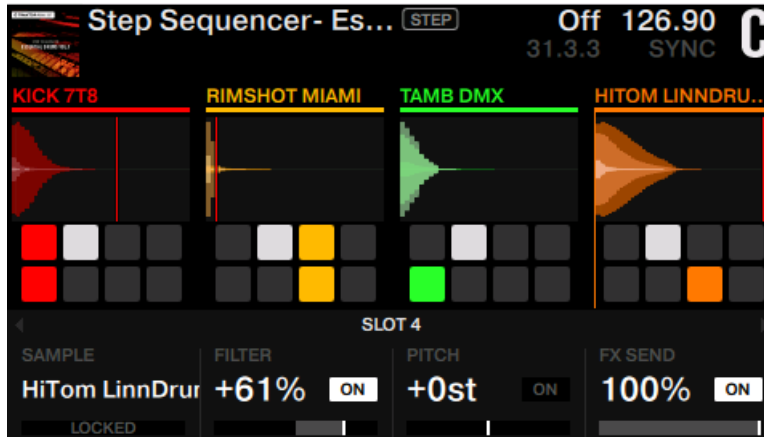 Step Sequencer- Es... STEP Off 126.90 C
31.3.3 SYNC
KICK 7T8 RIMSHOT MIAMI TAMB DMX HITOM LINNDRU..
SLOT 4
SAMPLE FILTER PITCH FX SEND
HiTom LinnDrur +61% ON +0st ON 100% ON
LOCKED